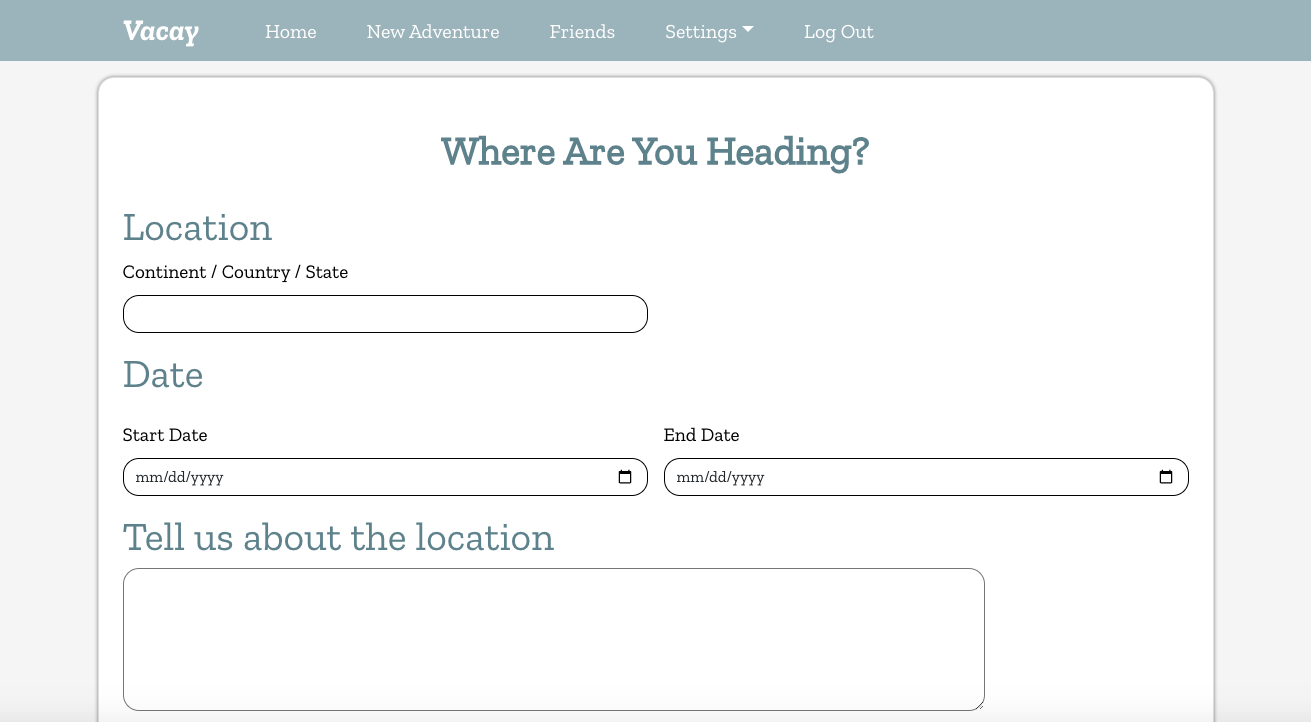 Vacay Home New Adventure Friends Settings Log Out
Where Are You Heading?
Location
Continent / Country / State
Date
Start Date End Date
mm/dd/yyyy mm/dd/yyyy
Tell us about the location